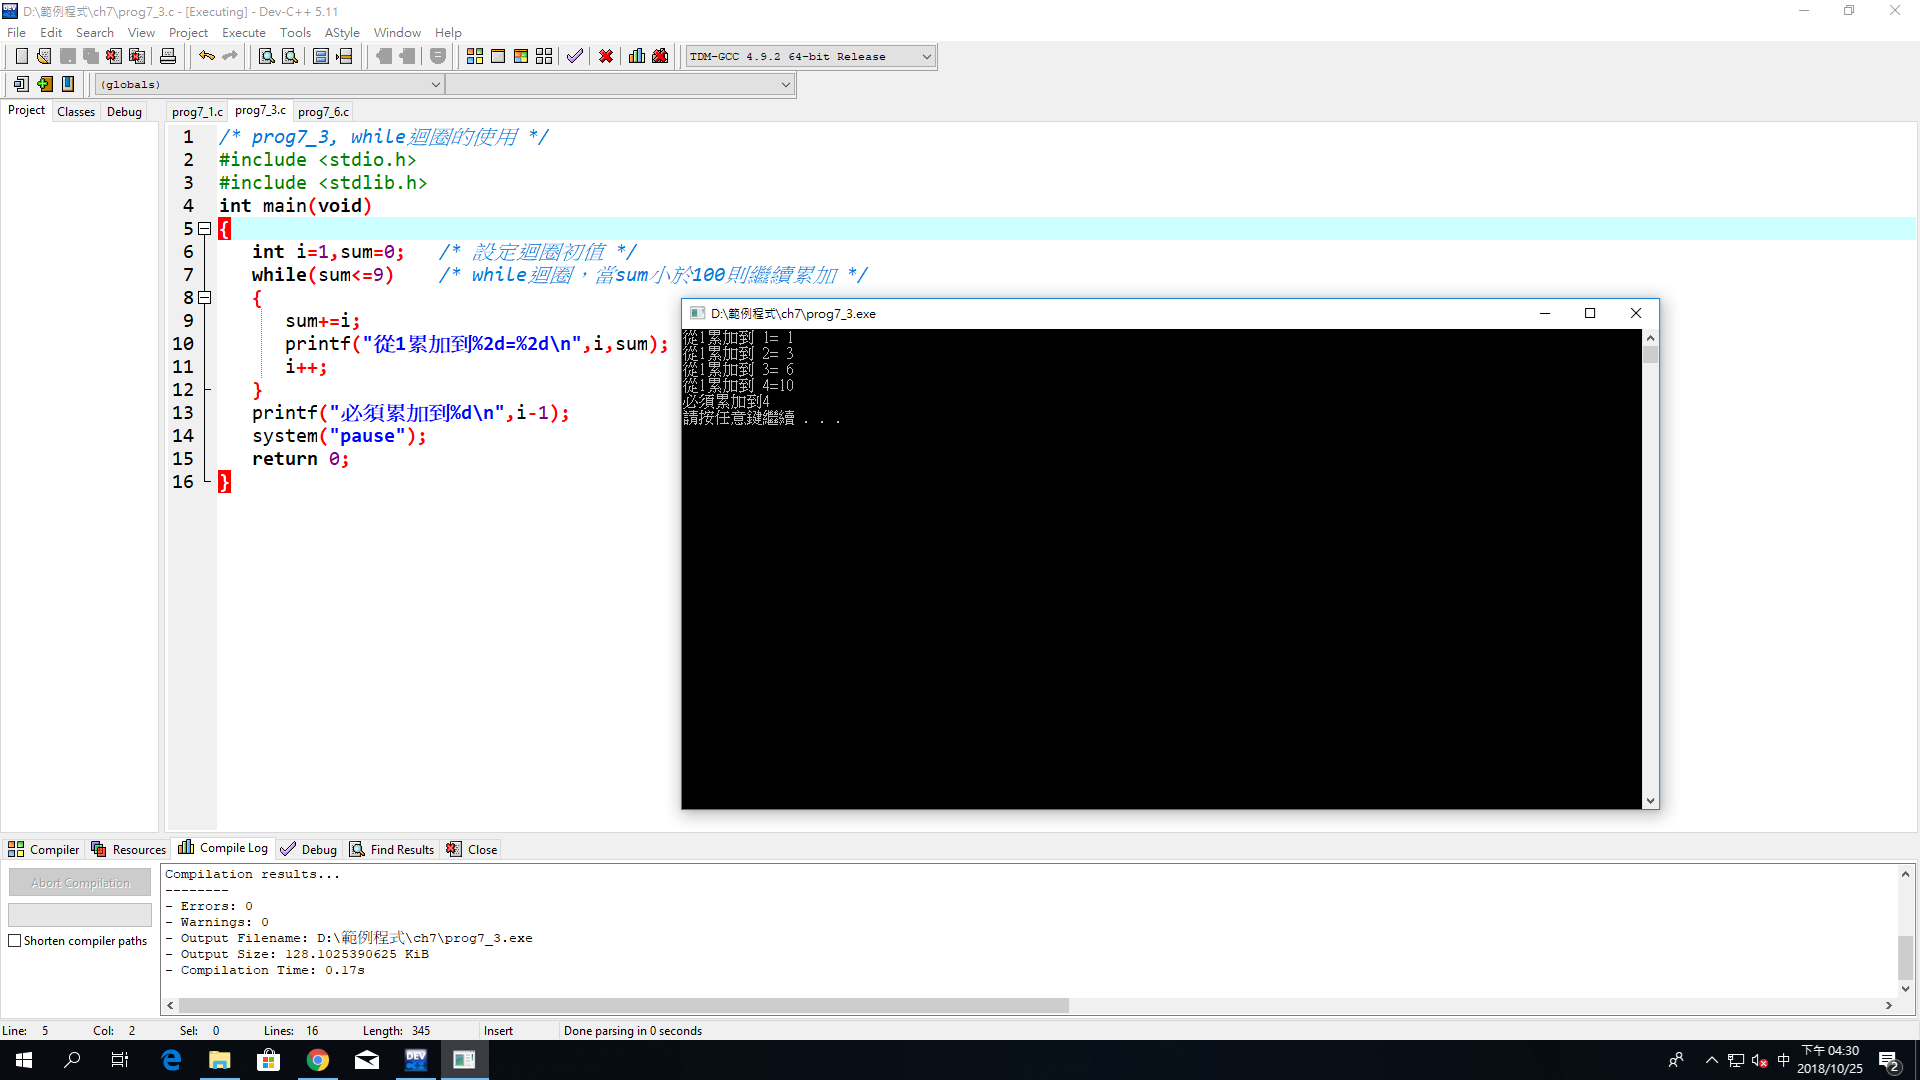 D:\範例程式\ch7\prog7_3.c - [Executing] - Dev-C++ 5.11
File Edit Search View Project Execute Tools AStyle Window Help
TDM-GCC 4.9.2 64-bit Release
(globals)
Project Classes Debug prog7_1.c prog7_3.c prog7_6.c
1 /* prog7_3, while迴圈的使用 */
2 #include <stdio.h>
3 #include <stdlib.h>
4 int main(void)
5 {
6 int i=1,sum=0; /* 設定迴圈初值 */
7 while(sum<=9) /* while迴圈，當sum小於100則繼續累加 */
8 {
9 sum+=i;
10 printf("從1累加到%2d=%2d\n",i,sum);
11 i++;
12 }
13 printf("必須累加到%d\n",i-1);
14 system("pause");
15 return 0;
16 }
D:\範例程式\ch7\prog7_3.exe
從1累加到 1= 1
從1累加到 2= 3
從1累加到 3= 6
從1累加到 4=10
必須累加到4
請按任意鍵繼續 . . .
Compiler Resources Compile Log Debug Find Results Close
Abort Compilation
Shorten compiler paths
Compilation results...
--------
- Errors: 0
- Warnings: 0
- Output Filename: D:\範例程式\ch7\prog7_3.exe
- Output Size: 128.1025390625 KiB
- Compilation Time: 0.17s
Line: 5 Col: 2 Sel: 0 Lines: 16 Length: 345 Insert Done parsing in 0 seconds
DEV
中
下午 04:30
2018/10/25
2